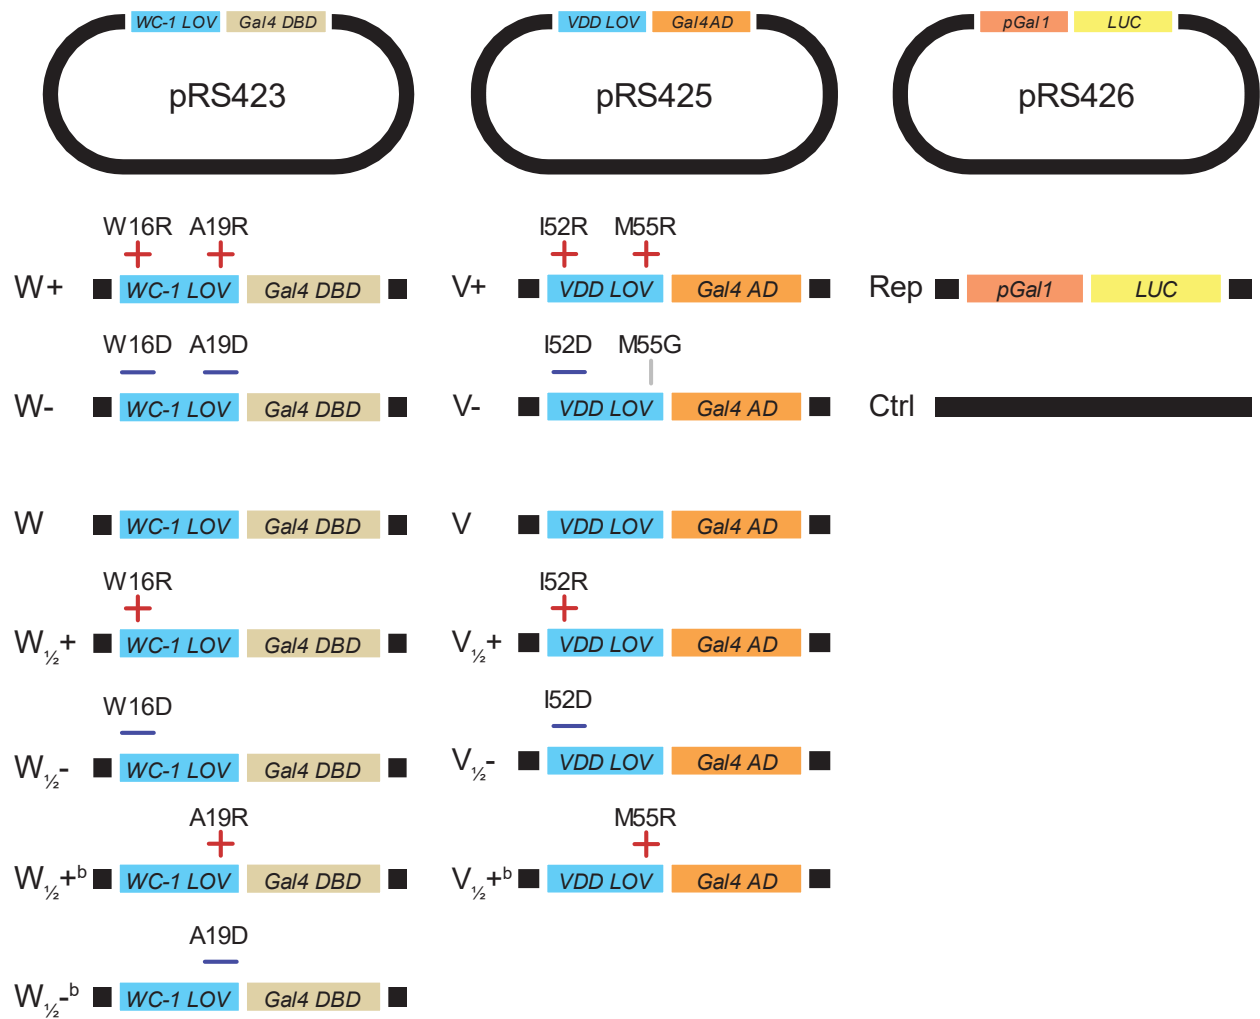 WC-1 LOV Gal4 DBD VDD LOV Gal4AD pGal1 LUC
pRS423 pRS425 pRS426
W16R A19R I52R M55R
W+ WC-1 LOV Gal4 DBD V+ VDD LOV Gal4 AD Rep pGal1 LUC
W16D A19D I52D M55G
W- WC-1 LOV Gal4 DBD V- VDD LOV Gal4 AD Ctrl
W WC-1 LOV Gal4 DBD V VDD LOV Gal4 AD
W16R I52R
W½+ WC-1 LOV Gal4 DBD V½+ VDD LOV Gal4 AD
W16D I52D
W½- WC-1 LOV Gal4 DBD V½- VDD LOV Gal4 AD
A19R M55R
W½+ᵇ WC-1 LOV Gal4 DBD V½+ᵇ VDD LOV Gal4 AD
A19D
W½-ᵇ WC-1 LOV Gal4 DBD